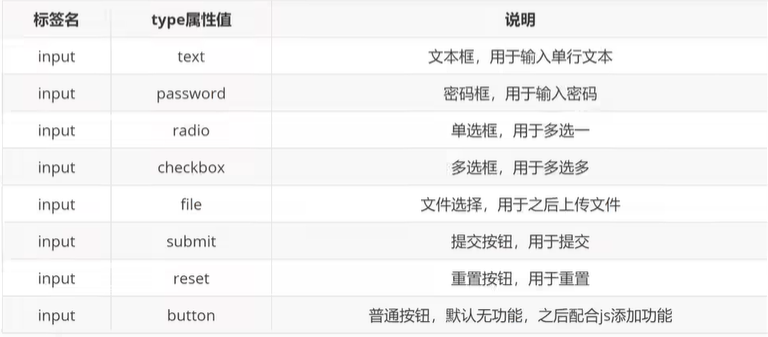 标签名 type属性值 说明
input text 文本框，用于输入单行文本
input password 密码框，用于输入密码
input radio 单选框，用于多选一
input checkbox 多选框，用于多选多
input file 文件选择，用于之后上传文件
input submit 提交按钮，用于提交
input reset 重置按钮，用于重置
input button 普通按钮，默认无功能，之后配合js添加功能